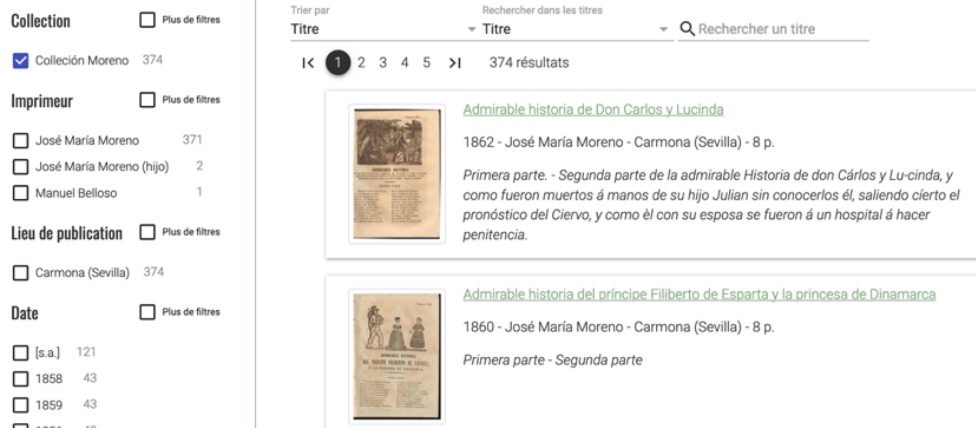 Collection
Plus de filtres
Collección Moreno 374
Imprimeur
Plus de filtres
José María Moreno 371
José María Moreno (hijo) 2
Manuel Belloso 1
Lieu de publication
Plus de filtres
Carmona (Sevilla) 374
Date
Plus de filtres
[s.a.] 121
1858 43
1859 43
Trier par
Titre
Rechercher dans les titres
Titre
Rechercher un titre
1 2 3 4 5
374 résultats
Admirable historia de Don Carlos y Lucinda
1862 - José María Moreno - Carmona (Sevilla) - 8 p.
Primera parte. - Segunda parte de la admirable Historia de don Cárlos y Lu-cinda, y
como fueron muertos á manos de su hijo Julian sin conocerlos él, saliendo cíerto el
pronóstico del Ciervo, y como èl con su esposa se fueron á un hospital á hacer
penitencia.
Admirable historia del príncipe Filiberto de Esparta y la princesa de Dinamarca
1860 - José María Moreno - Carmona (Sevilla) - 8 p.
Primera parte - Segunda parte